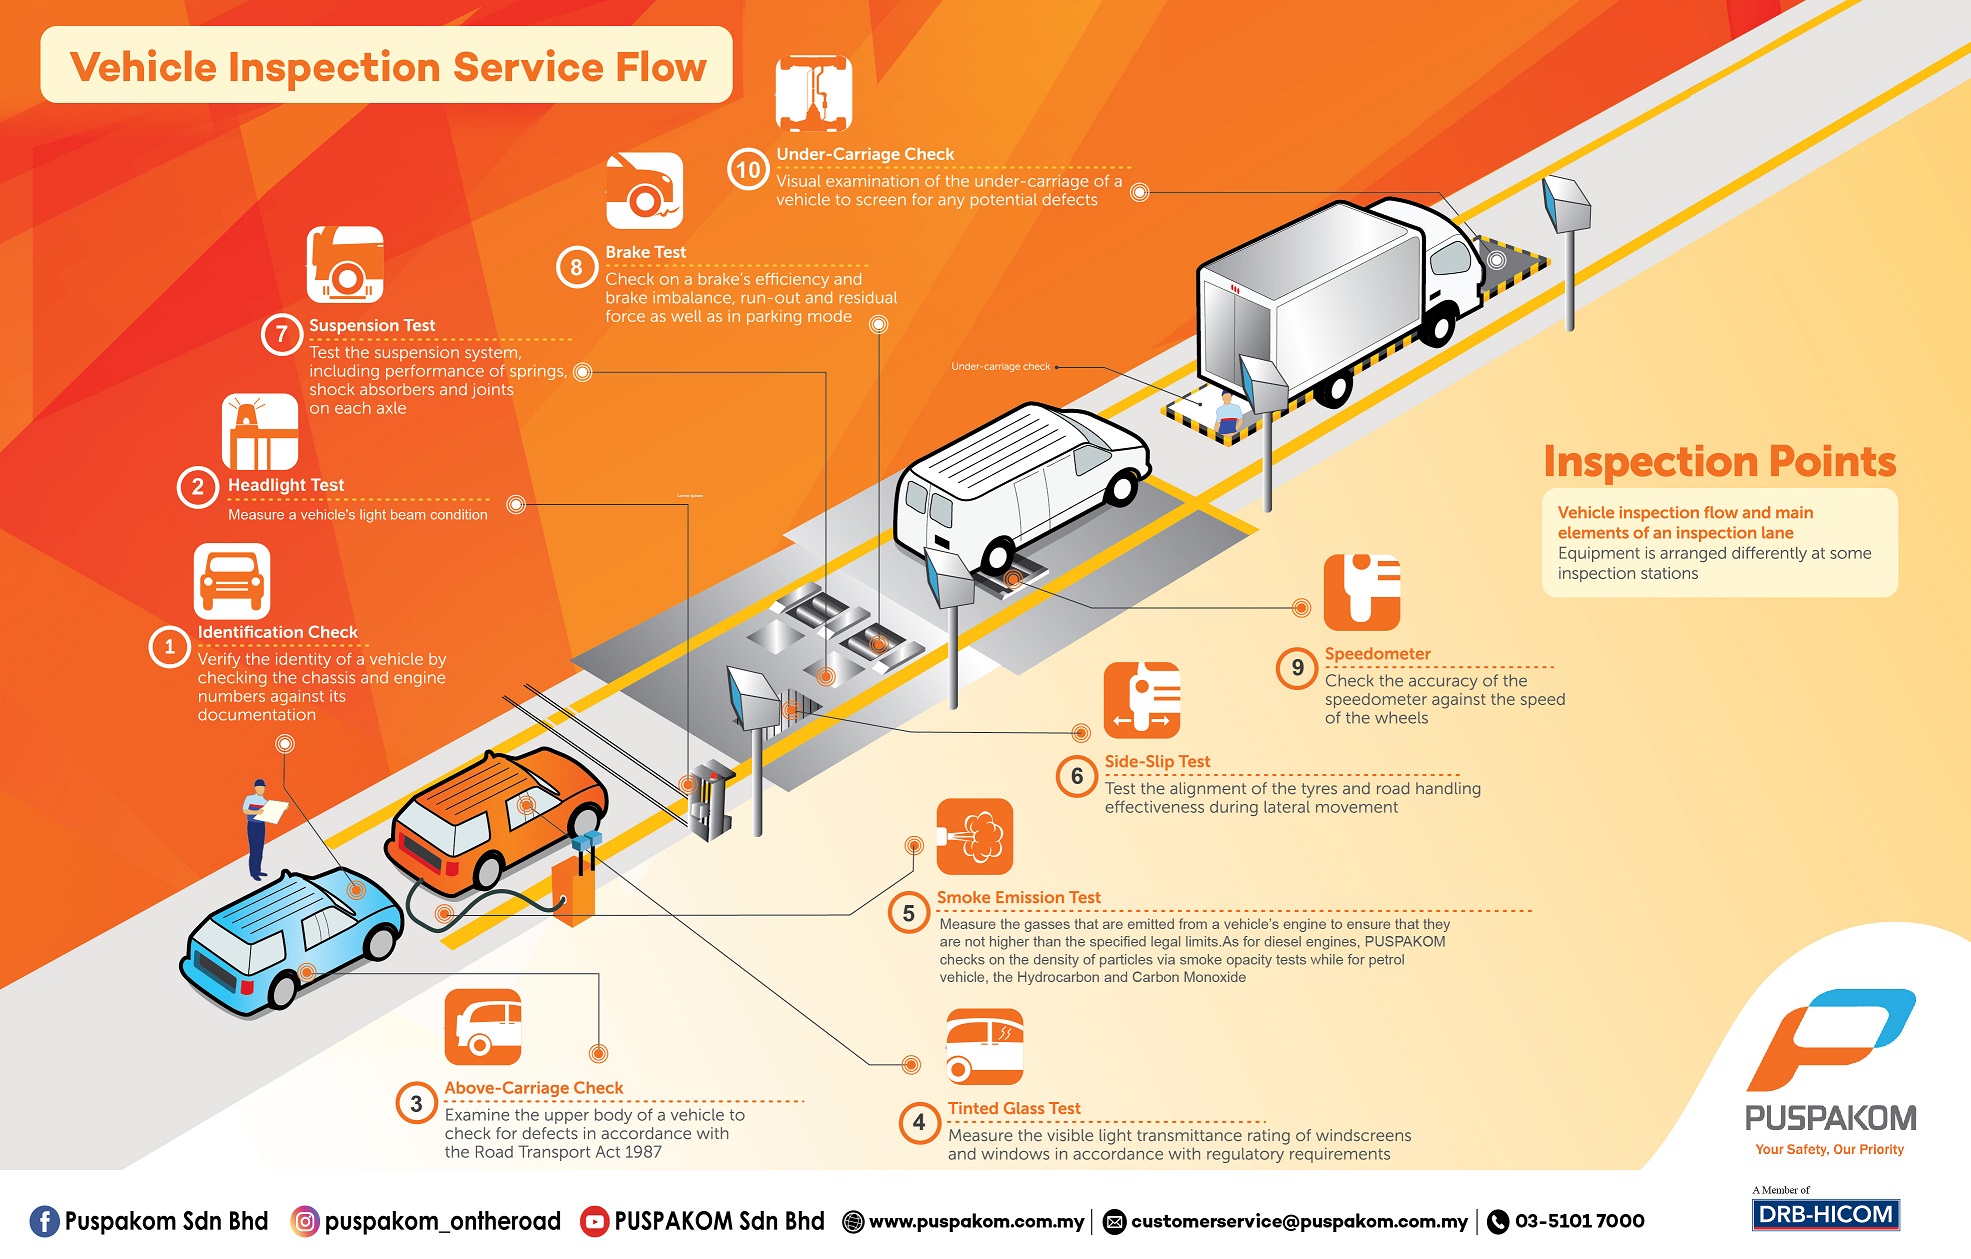 Vehicle Inspection Service Flow
10
Under-Carriage Check
Visual examination of the under-carriage of a
vehicle to screen for any potential defects
8
Brake Test
Check on a brake's efficiency and
brake imbalance, run-out and residual
force as well as in parking mode
7
Suspension Test
Test the suspension system,
including performance of springs,
shock absorbers and joints
on each axle
Under-carriage check
2
Headlight Test
Measure a vehicle's light beam condition
Lorem Ipsum
Inspection Points
Vehicle inspection flow and main
elements of an inspection lane
Equipment is arranged differently at some
inspection stations
1
Identification Check
Verify the identity of a vehicle by
checking the chassis and engine
numbers against its
documentation
9
Speedometer
Check the accuracy of the
speedometer against the speed
of the wheels
6
Side-Slip Test
Test the alignment of the tyres and road handling
effectiveness during lateral movement
5
Smoke Emission Test
Measure the gasses that are emitted from a vehicle's engine to ensure that they
are not higher than the specified legal limits.As for diesel engines, PUSPAKOM
checks on the density of particles via smoke opacity tests while for petrol
vehicle, the Hydrocarbon and Carbon Monoxide
3
Above-Carriage Check
Examine the upper body of a vehicle to
check for defects in accordance with
the Road Transport Act 1987
4
Tinted Glass Test
Measure the visible light transmittance rating of windscreens
and windows in accordance with regulatory requirements
PUSPAKOM
Your Safety, Our Priority
A Member of
DRB-HICOM
Puspakom Sdn Bhd
puspakom_ontheroad
PUSPAKOM Sdn Bhd
www.puspakom.com.my
customerservice@puspakom.com.my
03-5101 7000